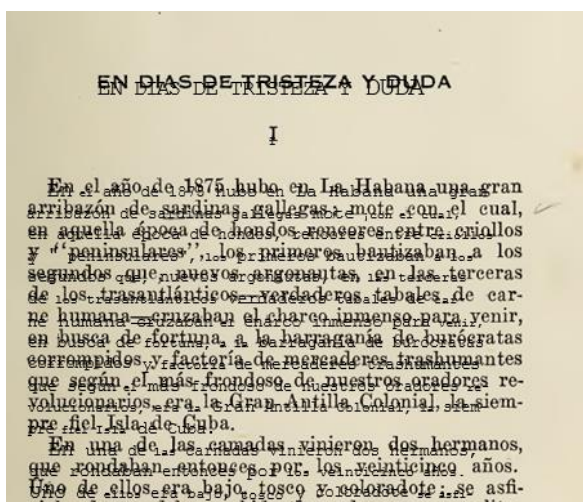 EN DIAS DE TRISTEZA Y DUDA
I
En el año de 1875 hubo en La Habana una gran
arribazón de sardinas gallegas; mote con el cual,
en aquella época de hondos rencores entre criollos
y "peninsulares", los primeros bautizaban a los
segundos que, nuevos argonautas, en las terceras
de los trasatlánticos verdaderos tabales de car-
ne humana cruzaban el charco inmenso para venir,
en busca de fortuna, a la barraganía de burócratas
corrompidos y factoría de mercaderes trashumantes
que según el más frondoso de nuestros oradores re-
volucionarios, era la Gran Antilla Colonial, la siem-
pre fiel Isla de Cuba.
En una de las camadas vinieron dos hermanos,
que rondaban entonces por los veinticinco años.
Uno de ellos era bajo, tosco y coloradote; se asfi-